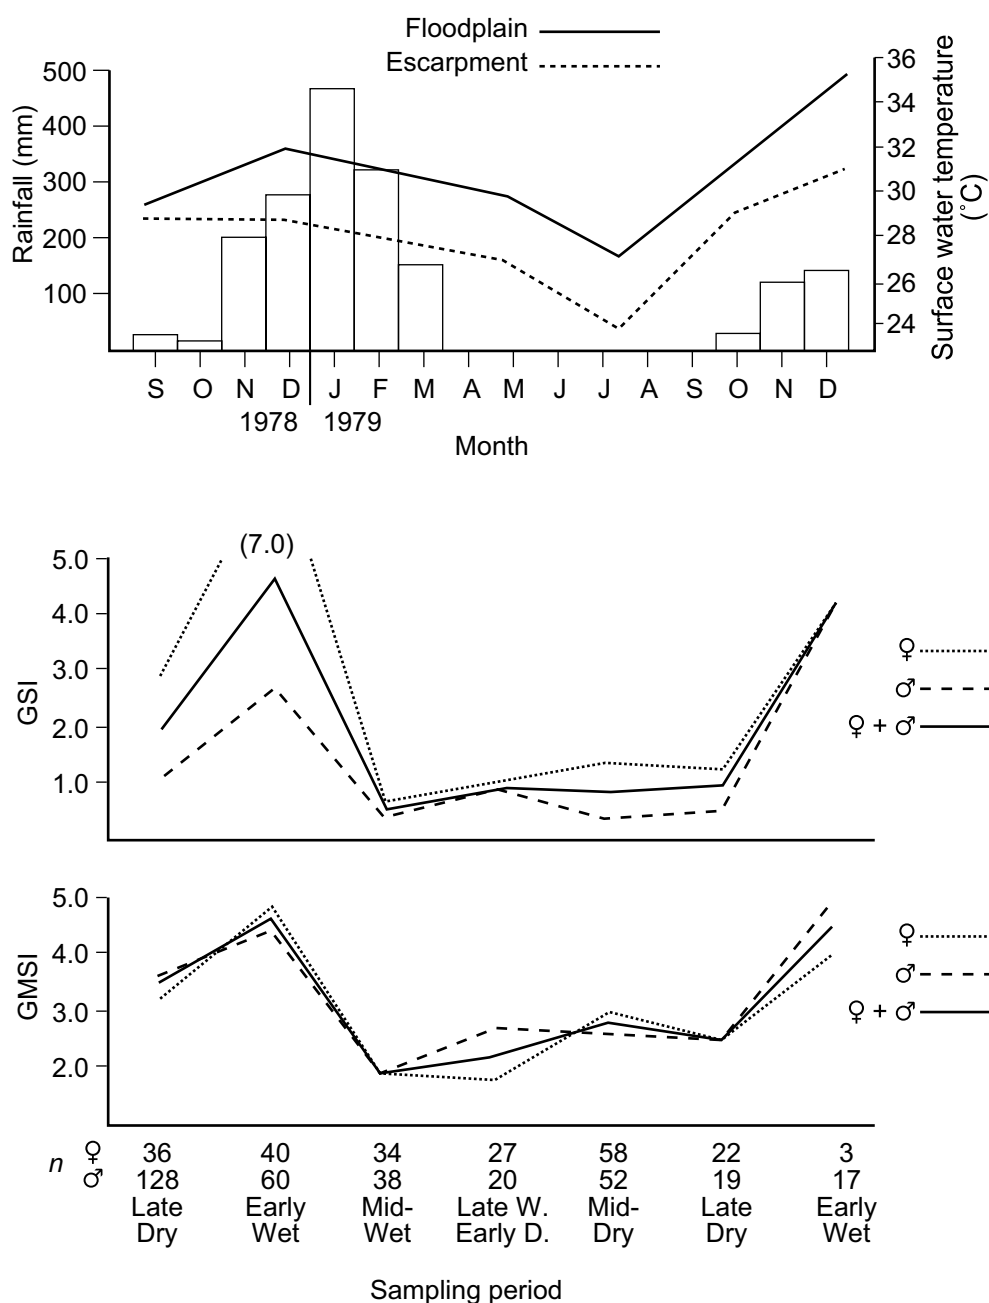 Floodplain
Escarpment
Rainfall (mm)
500
400
300
200
100
36
34
32
30
28
26
24
Surface water temperature
(˚C)
S O N D J F M A M J J A S O N D
1978 1979
Month
GSI
(7.0)
5.0
4.0
3.0
2.0
1.0
♀
♂
♀ + ♂
GMSI
5.0
4.0
3.0
2.0
♀
♂
♀ + ♂
n ♀ 36 40 34 27 58 22 3
♂ 128 60 38 20 52 19 17
Late Early Mid- Late W. Mid- Late Early
Dry Wet Wet Early D. Dry Dry Wet
Sampling period